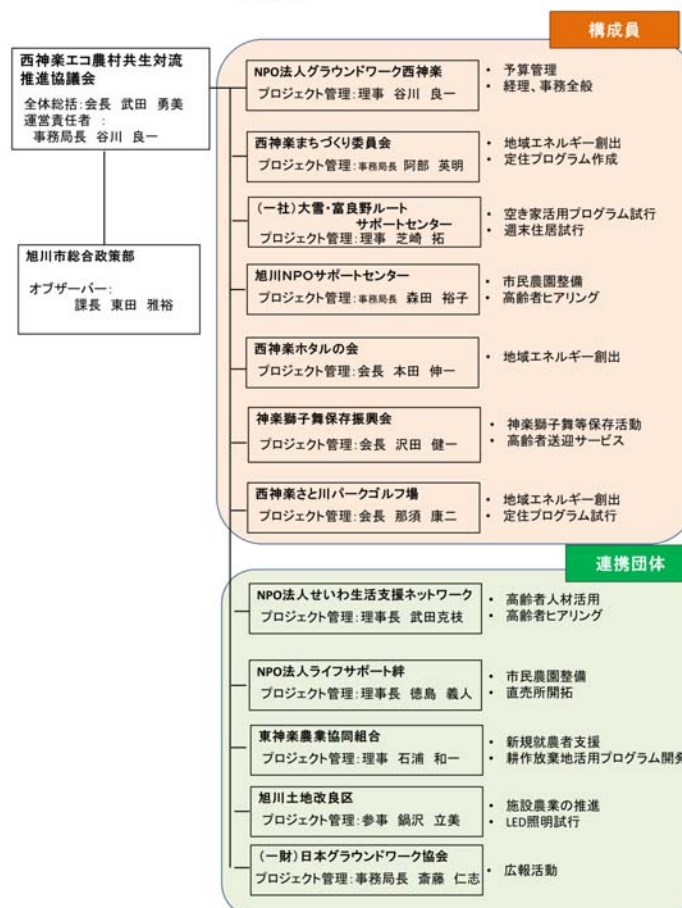 構成員
西神楽エコ農村共生対流
推進協議会
全体総括:会長 武田 勇美
運営責任者 :
事務局長 谷川 良一
旭川市総合政策部
オブザーバー:
課長 東田 雅裕
NPO法人グラウンドワーク西神楽
プロジェクト管理:理事 谷川 良一
• 予算管理
• 経理、事務全般
西神楽まちづくり委員会
プロジェクト管理:事務局長 阿部 英明
• 地域エネルギー創出
• 定住プログラム作成
(一社)大雪・富良野ルート
サポートセンター
プロジェクト管理:理事 芝崎 拓
• 空き家活用プログラム試行
• 週末住居試行
旭川NPOサポートセンター
プロジェクト管理:事務局長 森田 裕子
• 市民農園整備
• 高齢者ヒアリング
西神楽ホタルの会
プロジェクト管理:会長 本田 伸一
• 地域エネルギー創出
神楽獅子舞保存振興会
プロジェクト管理:会長 沢田 健一
• 神楽獅子舞等保存活動
• 高齢者送迎サービス
西神楽さと川パークゴルフ場
プロジェクト管理:会長 那須 康二
• 地域エネルギー創出
• 定住プログラム試行
連携団体
NPO法人せいわ生活支援ネットワーク
プロジェクト管理:理事長 武田克枝
• 高齢者人材活用
• 高齢者ヒアリング
NPO法人ライフサポート絆
プロジェクト管理:理事長 徳島 義人
• 市民農園整備
• 直売所開拓
東神楽農業協同組合
プロジェクト管理:理事 石浦 和一
• 新規就農者支援
• 耕作放棄地活用プログラム開発
旭川土地改良区
プロジェクト管理:参事 鍋沢 立美
• 施設農業の推進
• LED照明試行
(一財)日本グラウンドワーク協会
プロジェクト管理:事務局長 斎藤 仁志
• 広報活動